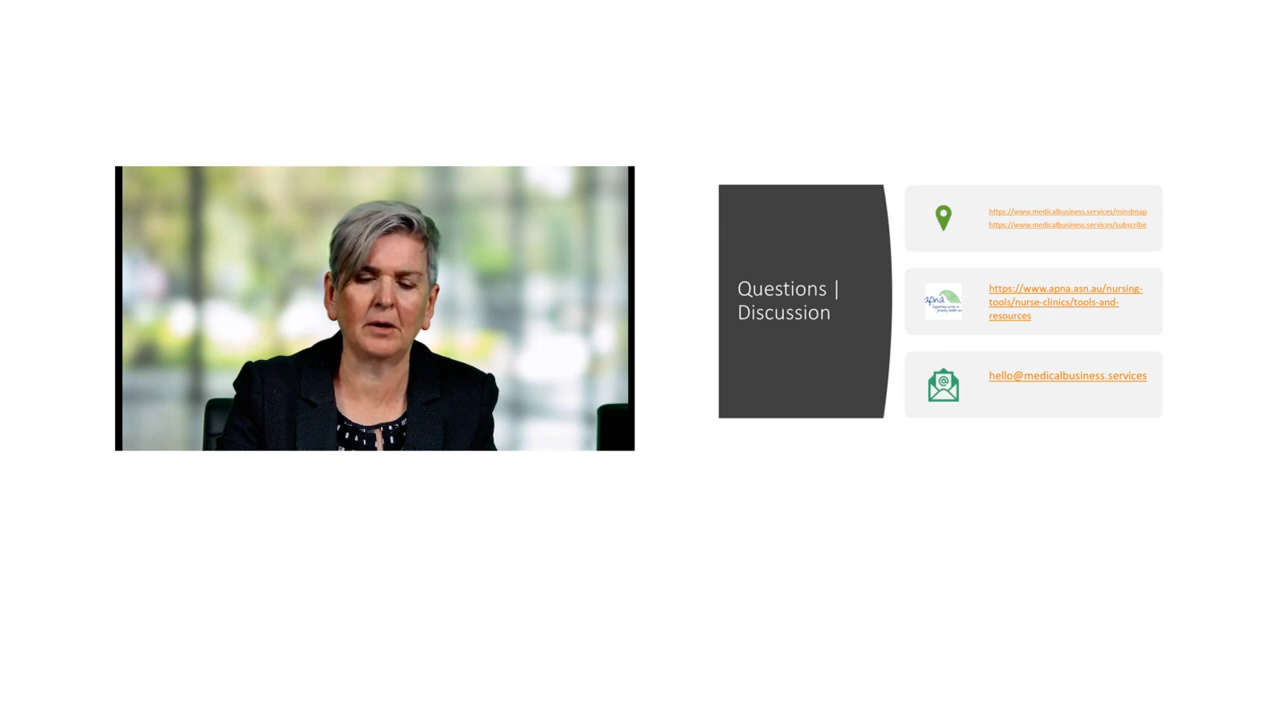 Questions |
Discussion
https://www.medicalbusiness.services/mindmap
https://www.medicalbusiness.services/subscribe
apna
https://www.apna.asn.au/nursing-
tools/nurse-clinics/tools-and-
resources
hello@medicalbusiness.services